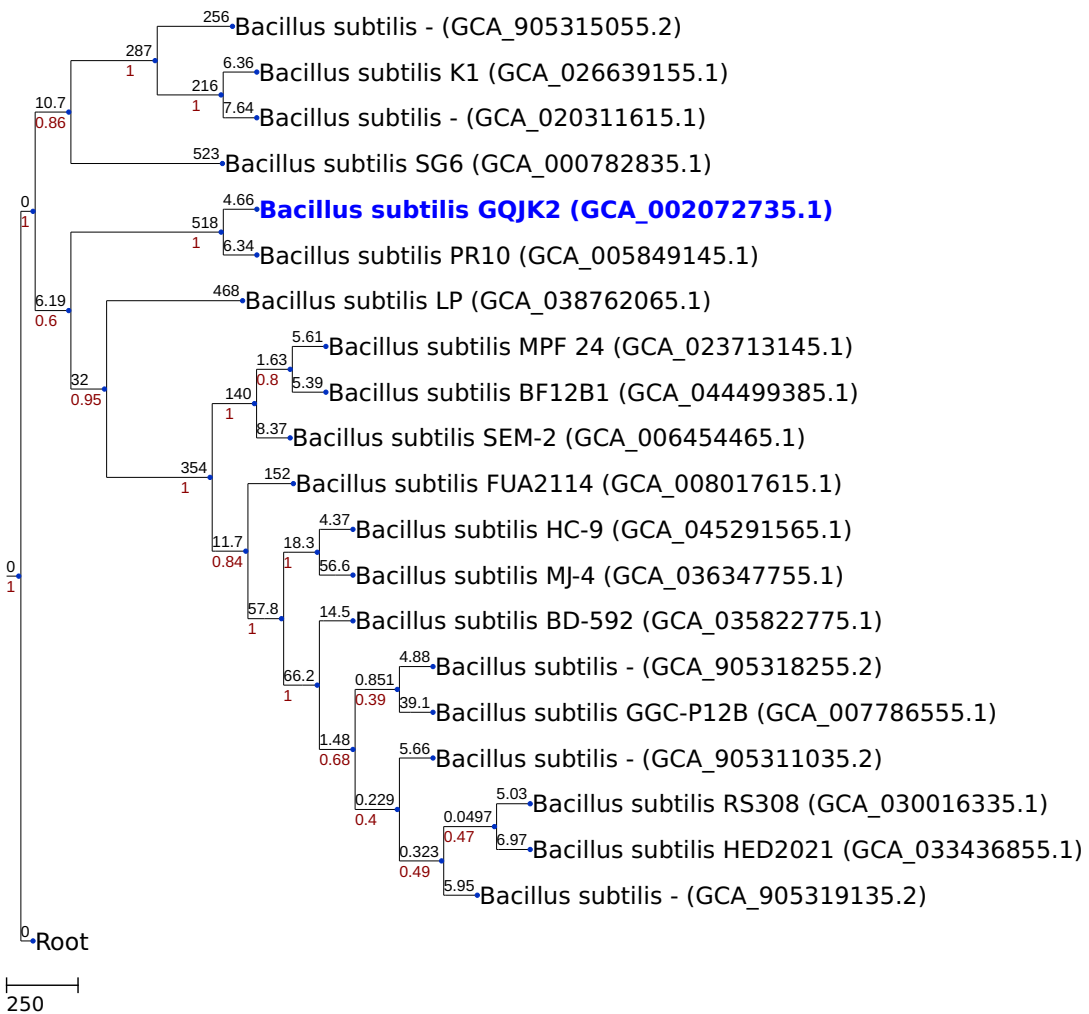 256
Bacillus subtilis - (GCA_905315055.2)
287
1
6.36
Bacillus subtilis K1 (GCA_026639155.1)
216
1
7.64
Bacillus subtilis - (GCA_020311615.1)
10.7
0.86
523
Bacillus subtilis SG6 (GCA_000782835.1)
0
1
4.66
Bacillus subtilis GQJK2 (GCA_002072735.1)
518
1
6.34
Bacillus subtilis PR10 (GCA_005849145.1)
6.19
0.6
468
Bacillus subtilis LP (GCA_038762065.1)
5.61
Bacillus subtilis MPF 24 (GCA_023713145.1)
1.63
0.8
32
0.95
5.39
Bacillus subtilis BF12B1 (GCA_044499385.1)
140
1
8.37
Bacillus subtilis SEM-2 (GCA_006454465.1)
354
1
152
Bacillus subtilis FUA2114 (GCA_008017615.1)
4.37
Bacillus subtilis HC-9 (GCA_045291565.1)
11.7
0.84
18.3
1
56.6
Bacillus subtilis MJ-4 (GCA_036347755.1)
0
1
57.8
1
14.5
Bacillus subtilis BD-592 (GCA_035822775.1)
4.88
Bacillus subtilis - (GCA_905318255.2)
66.2
1
0.851
0.39
39.1
Bacillus subtilis GGC-P12B (GCA_007786555.1)
1.48
0.68
5.66
Bacillus subtilis - (GCA_905311035.2)
0.229
0.4
5.03
Bacillus subtilis RS308 (GCA_030016335.1)
0.0497
0.47
6.97
Bacillus subtilis HED2021 (GCA_033436855.1)
0.323
0.49
5.95
Bacillus subtilis - (GCA_905319135.2)
0
Root
250